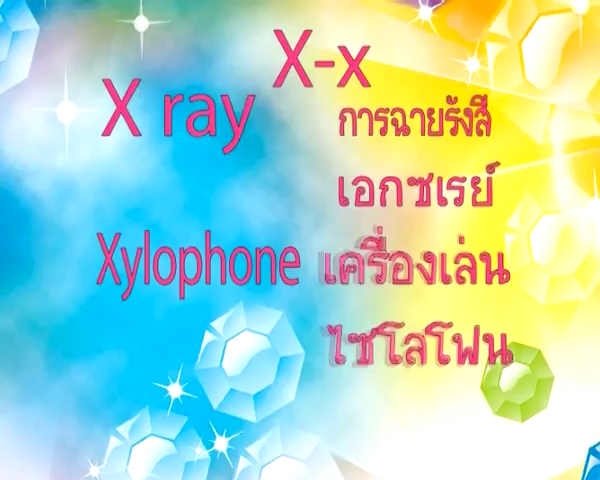 X-x
X ray การฉายรังสี
เอกซเรย์
Xylophone เครื่องเล่น
ไซโลโฟน